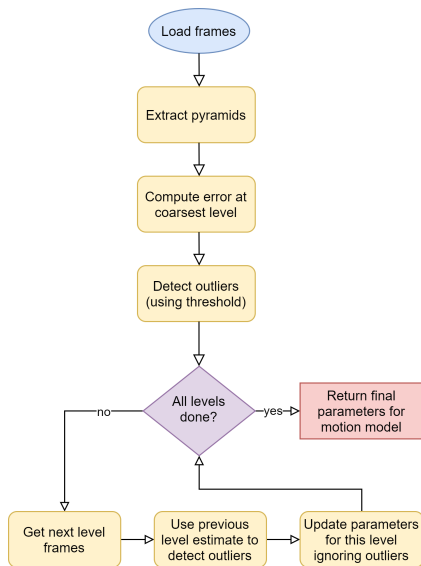 Load frames
Extract pyramids
Compute error at
coarsest level
Detect outliers
(using threshold)
All levels
done?
no
yes
Return final
parameters for
motion model
Get next level
frames
Use previous
level estimate to
detect outliers
Update parameters
for this level
ignoring outliers